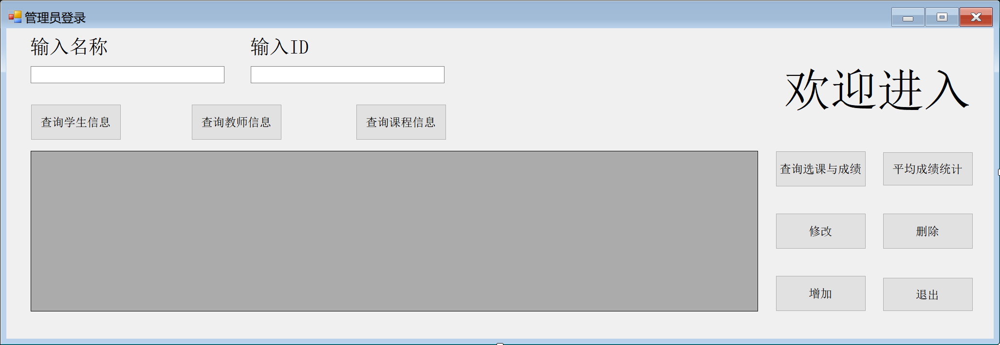 管理员登录
输入名称
输入ID
欢迎进入
查询学生信息
查询教师信息
查询课程信息
查询选课与成绩
平均成绩统计
修改
删除
增加
退出